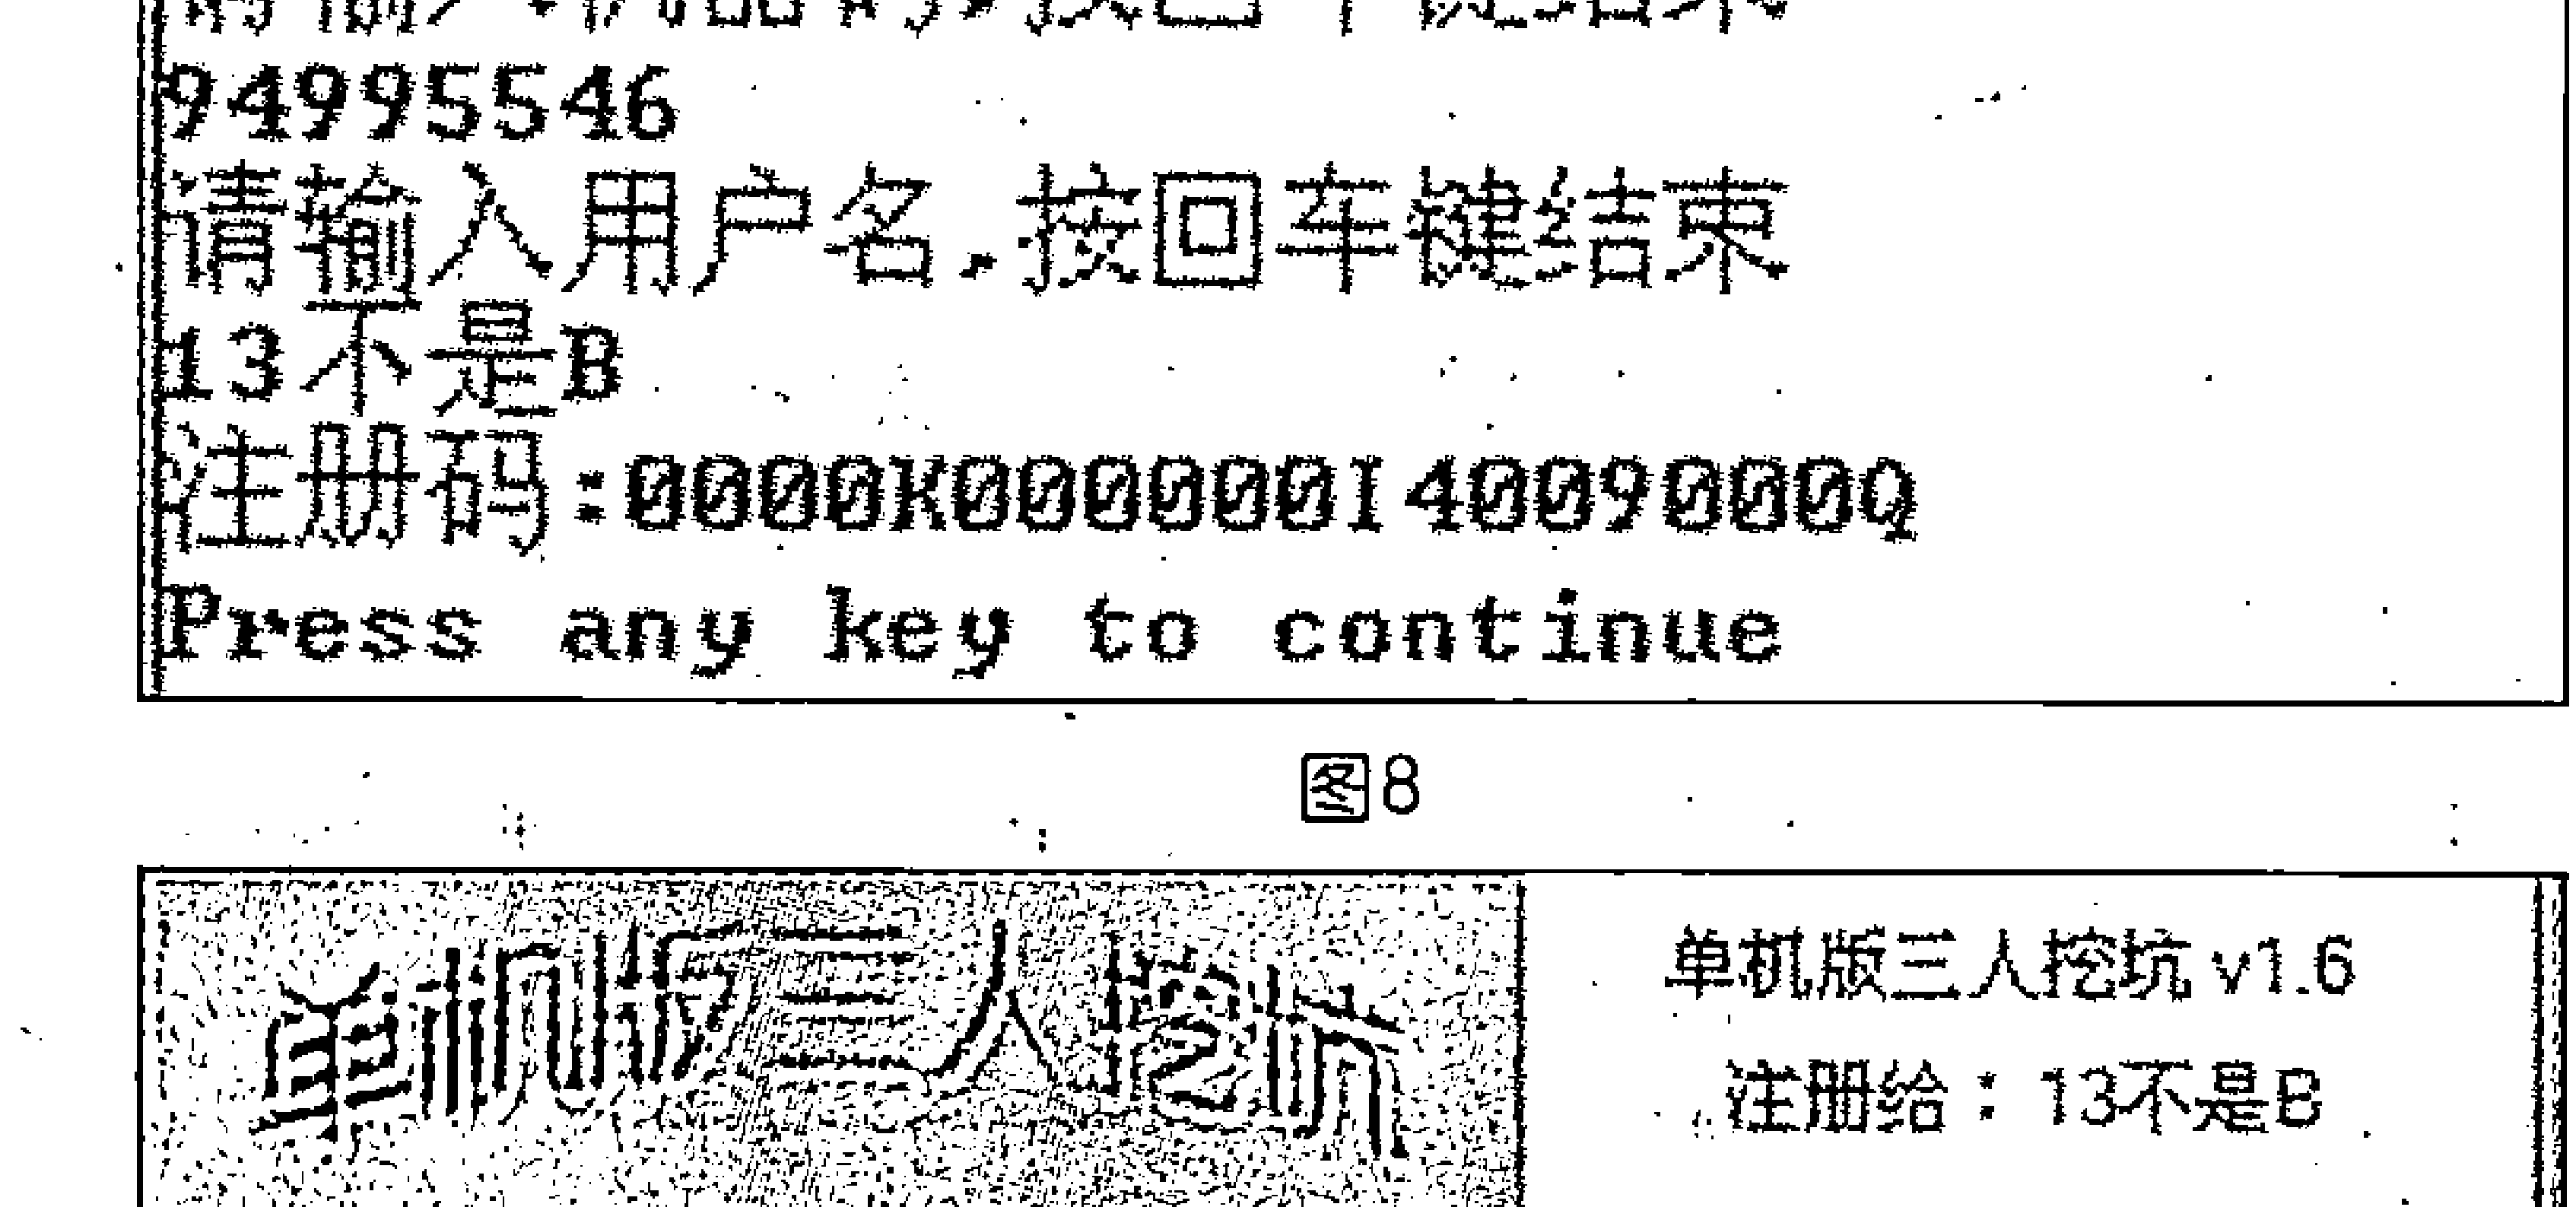 94995546
请输入用户名,按回车键结束
13不是B
注册码:0000K000000I4009000Q
Press any key to continue
图8
单机版三人挖坑
单机版三人挖坑 v1.6
注册给：13不是B